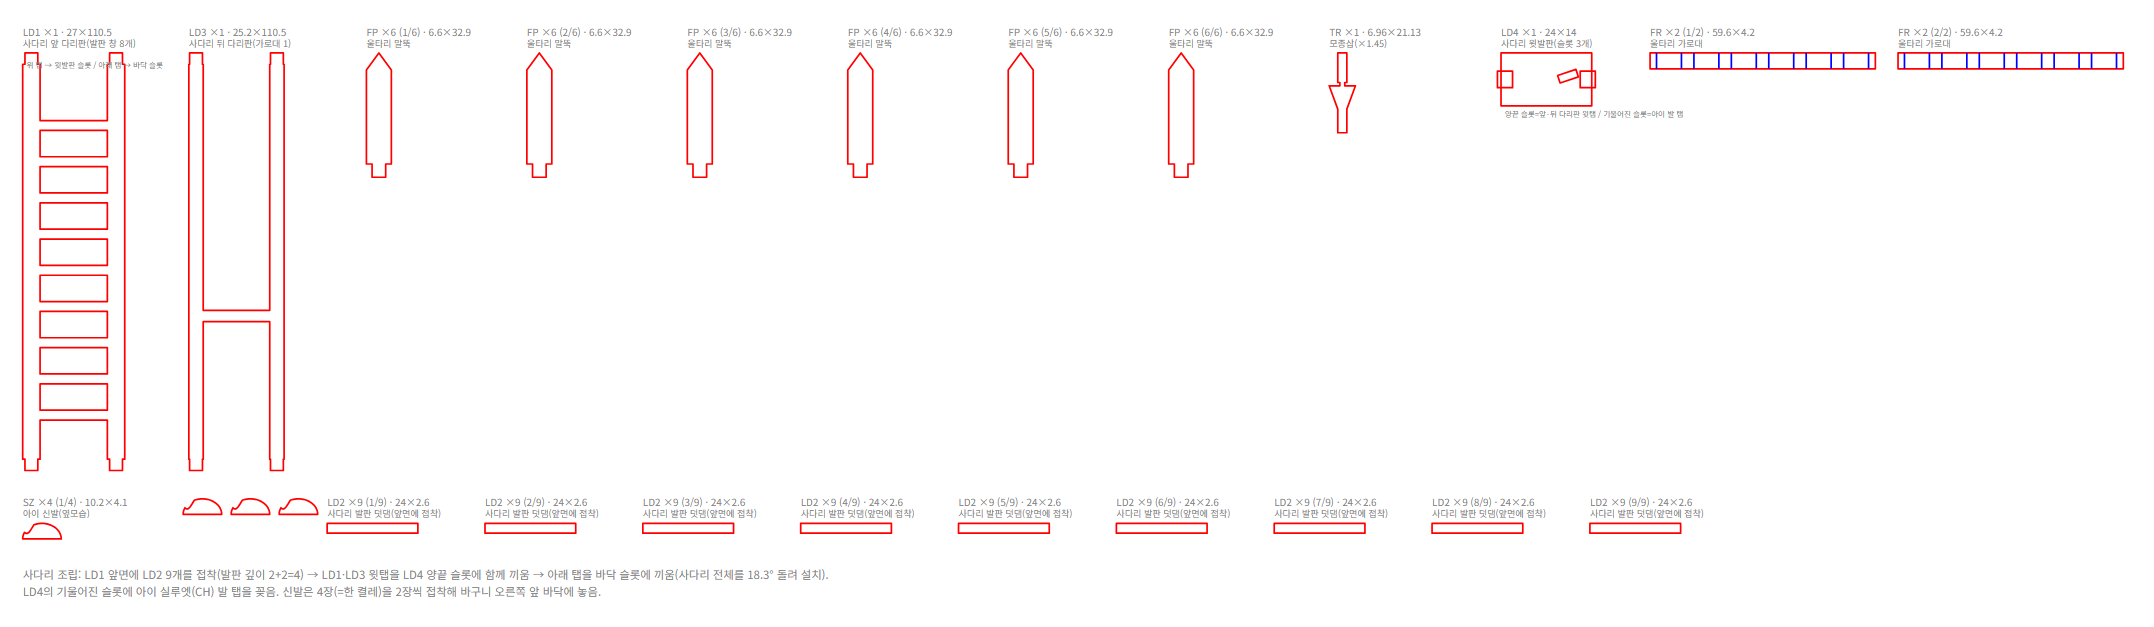 LD1 ×1 · 27×110.5
사다리 앞 다리판(발판 창 8개)
위 탭 → 윗발판 슬롯 / 아래 탭 → 바닥 슬롯
LD3 ×1 · 25.2×110.5
사다리 뒤 다리판(가로대 1)
FP ×6 (1/6) · 6.6×32.9
울타리 말뚝
FP ×6 (2/6) · 6.6×32.9
울타리 말뚝
FP ×6 (3/6) · 6.6×32.9
울타리 말뚝
FP ×6 (4/6) · 6.6×32.9
울타리 말뚝
FP ×6 (5/6) · 6.6×32.9
울타리 말뚝
FP ×6 (6/6) · 6.6×32.9
울타리 말뚝
TR ×1 · 6.96×21.13
모종삽(×1.45)
LD4 ×1 · 24×14
사다리 윗발판(슬롯 3개)
양끝 슬롯=앞·뒤 다리판 윗탭 / 기울어진 슬롯=아이 발 탭
FR ×2 (1/2) · 59.6×4.2
울타리 가로대
FR ×2 (2/2) · 59.6×4.2
울타리 가로대
SZ ×4 (1/4) · 10.2×4.1
아이 신발(앞모습)
LD2 ×9 (1/9) · 24×2.6
사다리 발판 덧댐(앞면에 접착)
LD2 ×9 (2/9) · 24×2.6
사다리 발판 덧댐(앞면에 접착)
LD2 ×9 (3/9) · 24×2.6
사다리 발판 덧댐(앞면에 접착)
LD2 ×9 (4/9) · 24×2.6
사다리 발판 덧댐(앞면에 접착)
LD2 ×9 (5/9) · 24×2.6
사다리 발판 덧댐(앞면에 접착)
LD2 ×9 (6/9) · 24×2.6
사다리 발판 덧댐(앞면에 접착)
LD2 ×9 (7/9) · 24×2.6
사다리 발판 덧댐(앞면에 접착)
LD2 ×9 (8/9) · 24×2.6
사다리 발판 덧댐(앞면에 접착)
LD2 ×9 (9/9) · 24×2.6
사다리 발판 덧댐(앞면에 접착)
사다리 조립: LD1 앞면에 LD2 9개를 접착(발판 깊이 2+2=4) → LD1·LD3 윗탭을 LD4 양끝 슬롯에 함께 끼움 → 아래 탭을 바닥 슬롯에 끼움(사다리 전체를 18.3° 돌려 설치).
LD4의 기울어진 슬롯에 아이 실루엣(CH) 발 탭을 꽂음. 신발은 4장(=한 켤레)을 2장씩 접착해 바구니 오른쪽 앞 바닥에 놓음.